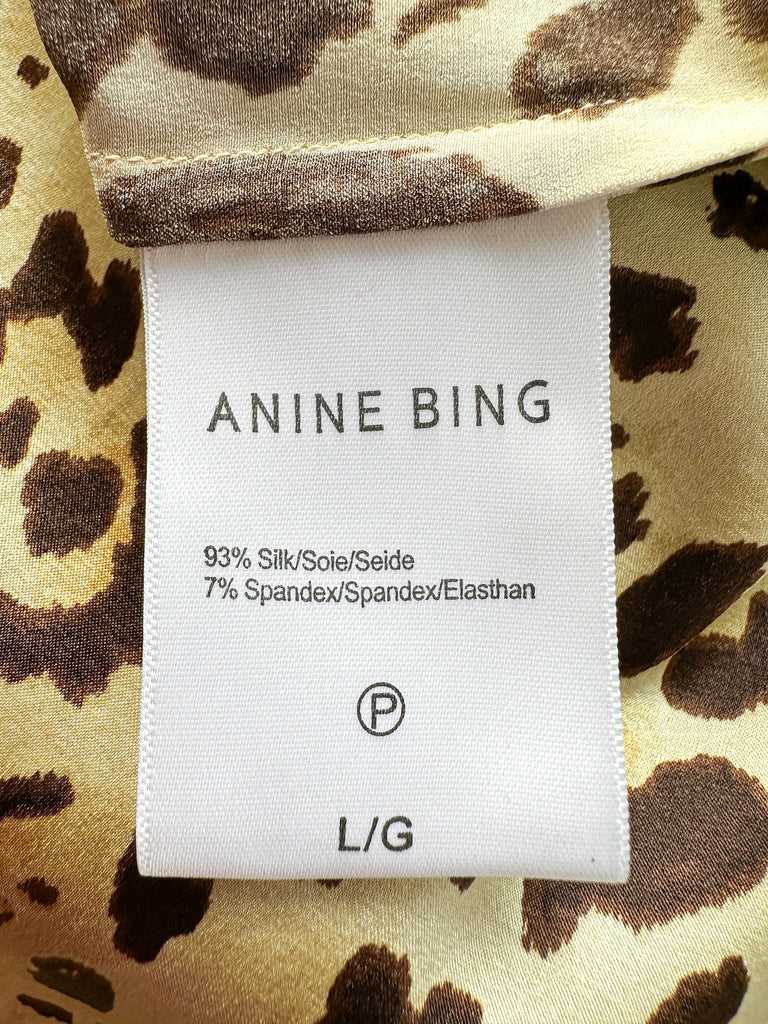 ANINE BING
93% Silk/Soie/Seide
7% Spandex/Spandex/Elasthan
P
L/G